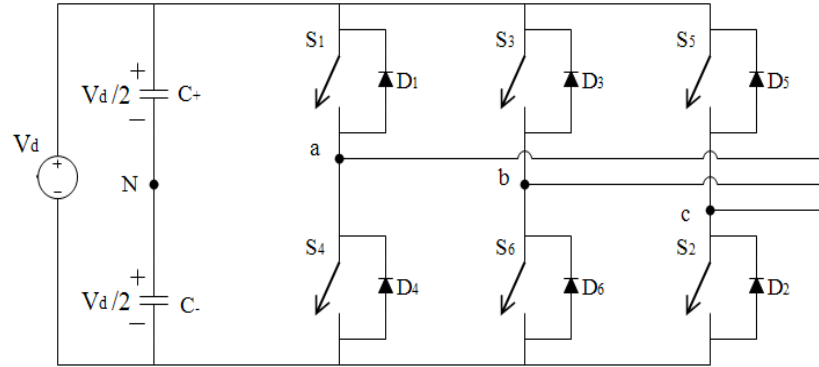 S1 D1 S3 D3 S5 D5
+ Vd/2 − C+
Vd + -
N
a
b
c
+ Vd/2 − C-
S4 D4 S6 D6 S2 D2